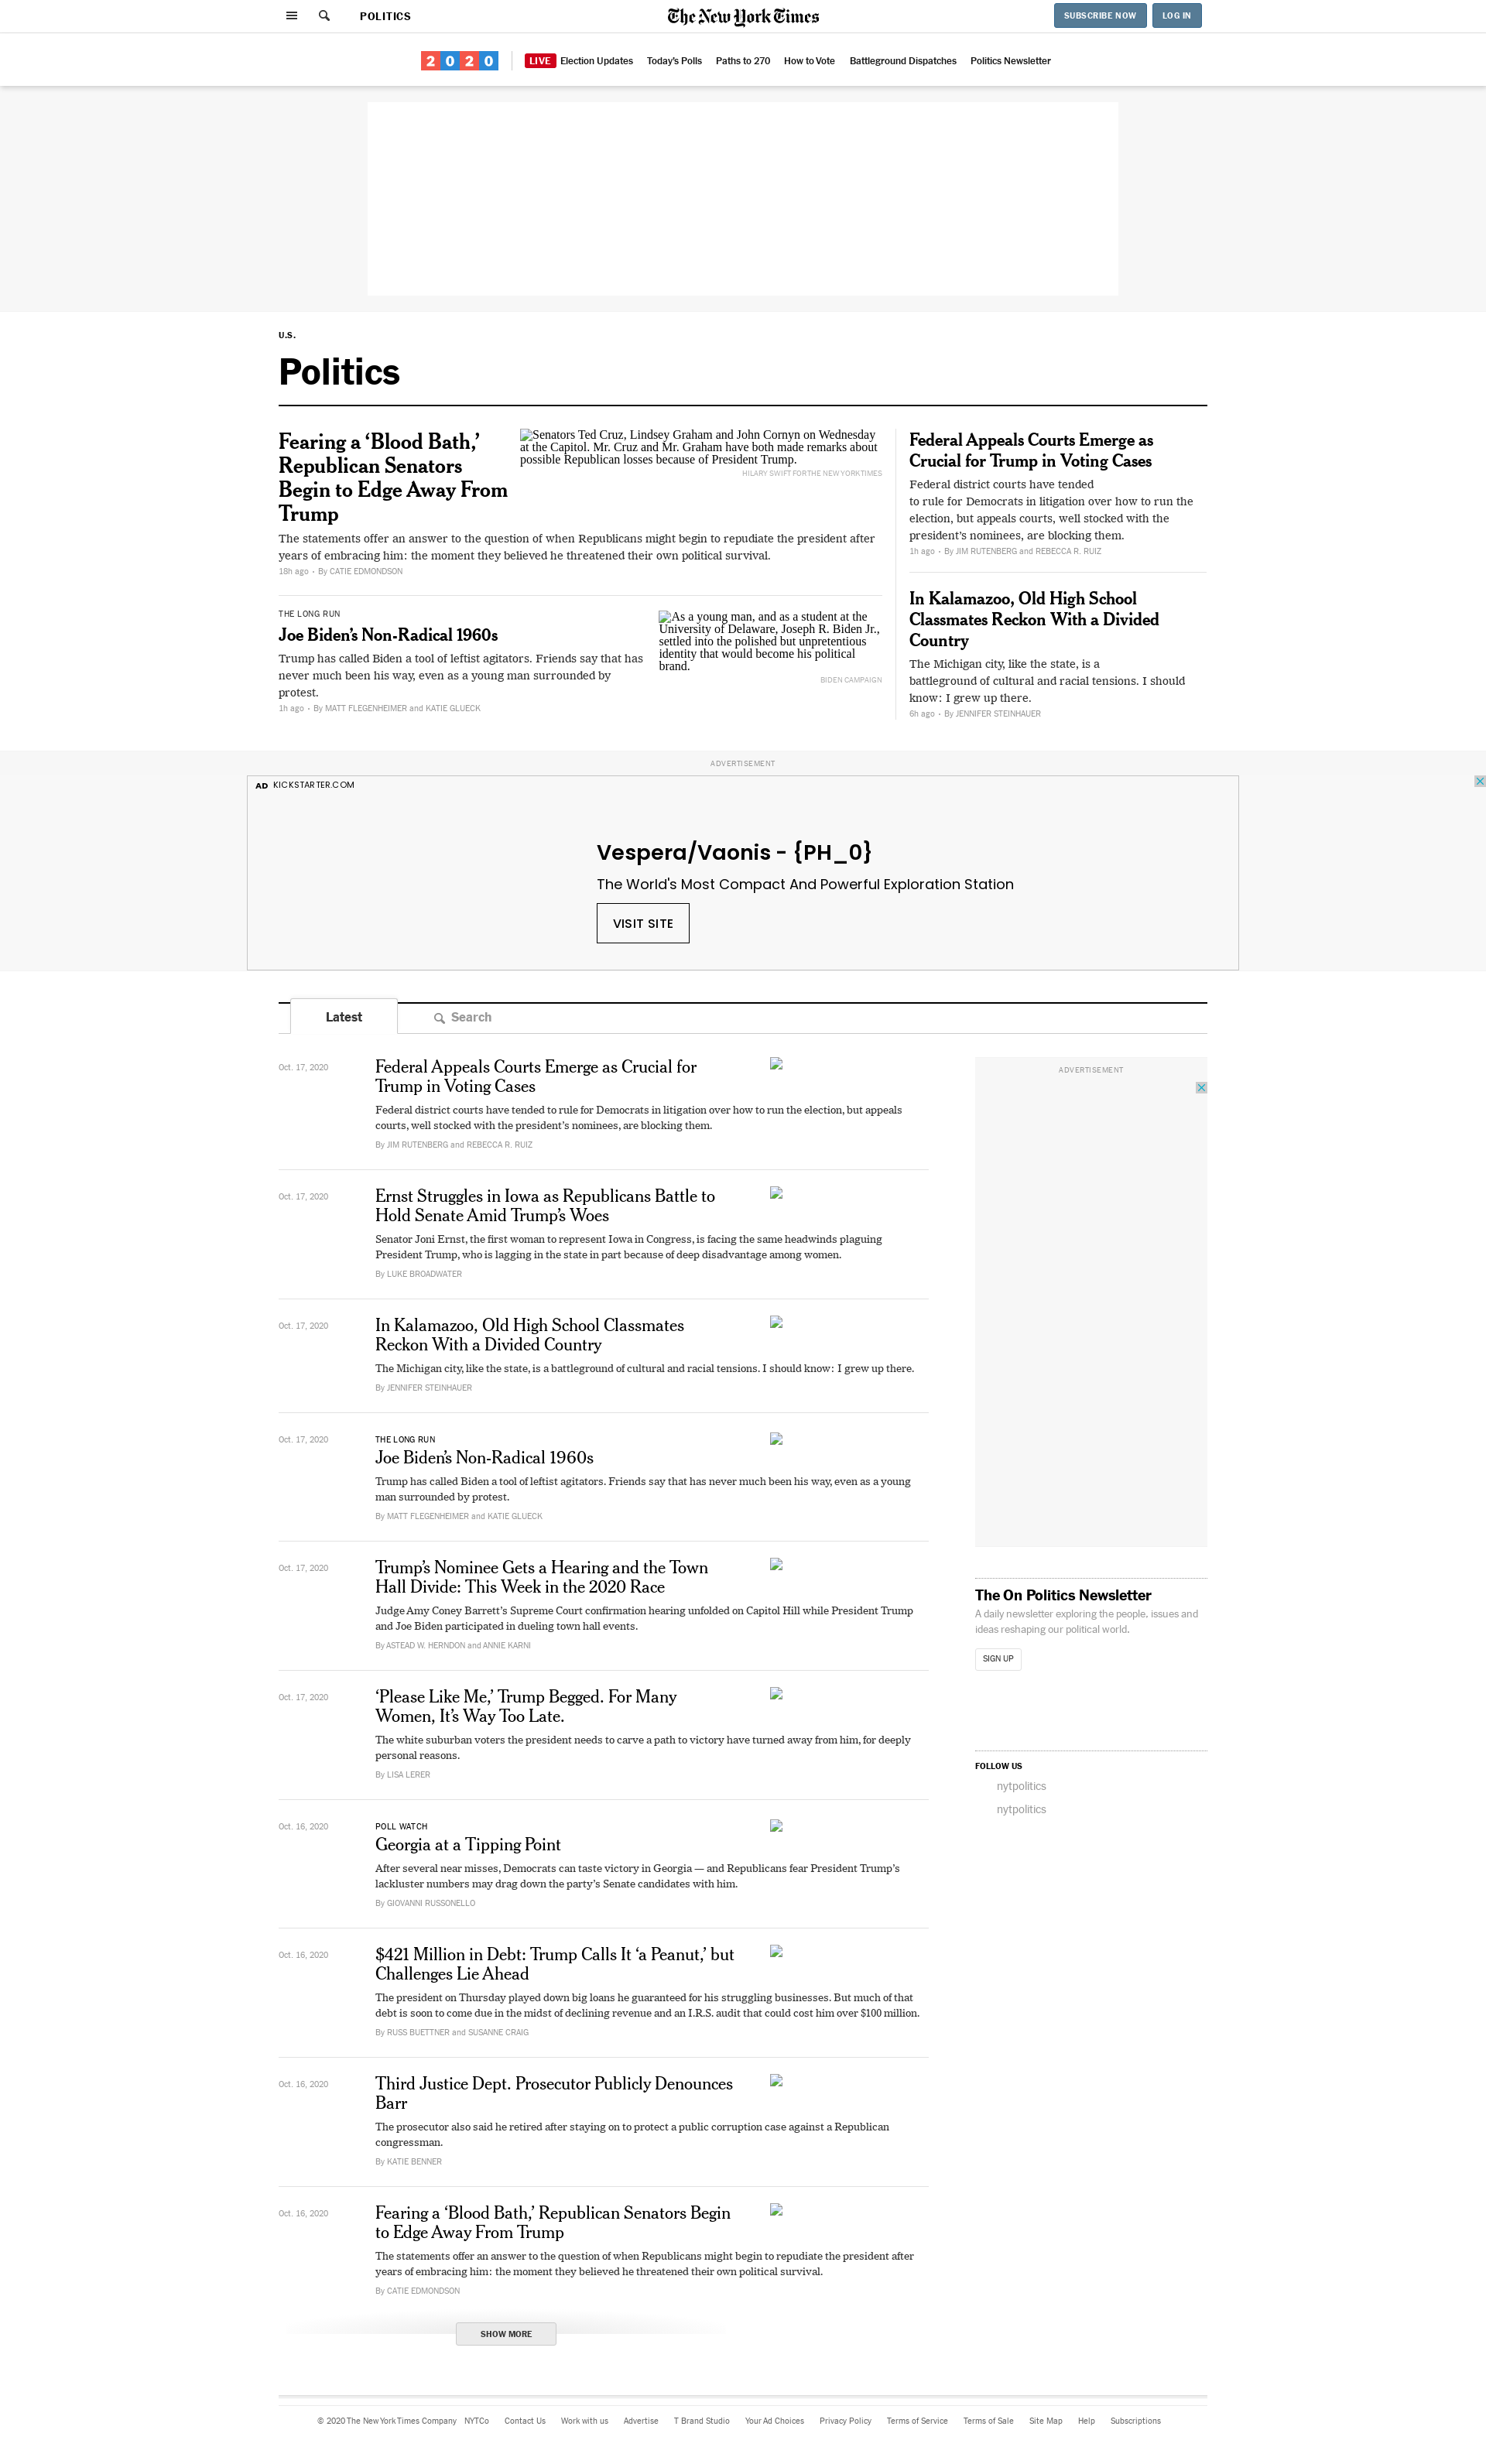 POLITICS
The New York Times
SUBSCRIBE NOW
LOG IN
2020
LIVE Election Updates
Today's Polls
Paths to 270
How to Vote
Battleground Dispatches
Politics Newsletter
U.S.
Politics
Fearing a ‘Blood Bath,’
Republican Senators
Begin to Edge Away From
Trump
Senators Ted Cruz, Lindsey Graham and John Cornyn on Wednesday
at the Capitol. Mr. Cruz and Mr. Graham have both made remarks about
possible Republican losses because of President Trump.
HILARY SWIFT FOR THE NEW YORK TIMES
The statements offer an answer to the question of when Republicans might begin to repudiate the president after
years of embracing him: the moment they believed he threatened their own political survival.
18h ago • By CATIE EDMONDSON
THE LONG RUN
Joe Biden’s Non-Radical 1960s
Trump has called Biden a tool of leftist agitators. Friends say that has
never much been his way, even as a young man surrounded by
protest.
1h ago • By MATT FLEGENHEIMER and KATIE GLUECK
As a young man, and as a student at the
University of Delaware, Joseph R. Biden Jr.,
settled into the polished but unpretentious
identity that would become his political
brand.
BIDEN CAMPAIGN
Federal Appeals Courts Emerge as
Crucial for Trump in Voting Cases
Federal district courts have tended
to rule for Democrats in litigation over how to run the
election, but appeals courts, well stocked with the
president’s nominees, are blocking them.
1h ago • By JIM RUTENBERG and REBECCA R. RUIZ
In Kalamazoo, Old High School
Classmates Reckon With a Divided
Country
The Michigan city, like the state, is a
battleground of cultural and racial tensions. I should
know: I grew up there.
6h ago • By JENNIFER STEINHAUER
ADVERTISEMENT
AD KICKSTARTER.COM
Vespera/Vaonis - {PH_0}
The World's Most Compact And Powerful Exploration Station
VISIT SITE
Latest
Search
Oct. 17, 2020
Federal Appeals Courts Emerge as Crucial for
Trump in Voting Cases
Federal district courts have tended to rule for Democrats in litigation over how to run the election, but appeals
courts, well stocked with the president’s nominees, are blocking them.
By JIM RUTENBERG and REBECCA R. RUIZ
Oct. 17, 2020
Ernst Struggles in Iowa as Republicans Battle to
Hold Senate Amid Trump’s Woes
Senator Joni Ernst, the first woman to represent Iowa in Congress, is facing the same headwinds plaguing
President Trump, who is lagging in the state in part because of deep disadvantage among women.
By LUKE BROADWATER
Oct. 17, 2020
In Kalamazoo, Old High School Classmates
Reckon With a Divided Country
The Michigan city, like the state, is a battleground of cultural and racial tensions. I should know: I grew up there.
By JENNIFER STEINHAUER
Oct. 17, 2020
THE LONG RUN
Joe Biden’s Non-Radical 1960s
Trump has called Biden a tool of leftist agitators. Friends say that has never much been his way, even as a young
man surrounded by protest.
By MATT FLEGENHEIMER and KATIE GLUECK
Oct. 17, 2020
Trump’s Nominee Gets a Hearing and the Town
Hall Divide: This Week in the 2020 Race
Judge Amy Coney Barrett’s Supreme Court confirmation hearing unfolded on Capitol Hill while President Trump
and Joe Biden participated in dueling town hall events.
By ASTEAD W. HERNDON and ANNIE KARNI
Oct. 17, 2020
‘Please Like Me,’ Trump Begged. For Many
Women, It’s Way Too Late.
The white suburban voters the president needs to carve a path to victory have turned away from him, for deeply
personal reasons.
By LISA LERER
Oct. 16, 2020
POLL WATCH
Georgia at a Tipping Point
After several near misses, Democrats can taste victory in Georgia — and Republicans fear President Trump’s
lackluster numbers may drag down the party’s Senate candidates with him.
By GIOVANNI RUSSONELLO
Oct. 16, 2020
$421 Million in Debt: Trump Calls It ‘a Peanut,’ but
Challenges Lie Ahead
The president on Thursday played down big loans he guaranteed for his struggling businesses. But much of that
debt is soon to come due in the midst of declining revenue and an I.R.S. audit that could cost him over $100 million.
By RUSS BUETTNER and SUSANNE CRAIG
Oct. 16, 2020
Third Justice Dept. Prosecutor Publicly Denounces
Barr
The prosecutor also said he retired after staying on to protect a public corruption case against a Republican
congressman.
By KATIE BENNER
Oct. 16, 2020
Fearing a ‘Blood Bath,’ Republican Senators Begin
to Edge Away From Trump
The statements offer an answer to the question of when Republicans might begin to repudiate the president after
years of embracing him: the moment they believed he threatened their own political survival.
By CATIE EDMONDSON
SHOW MORE
ADVERTISEMENT
The On Politics Newsletter
A daily newsletter exploring the people, issues and
ideas reshaping our political world.
SIGN UP
FOLLOW US
nytpolitics
nytpolitics
© 2020 The New York Times Company
NYTCo
Contact Us
Work with us
Advertise
T Brand Studio
Your Ad Choices
Privacy Policy
Terms of Service
Terms of Sale
Site Map
Help
Subscriptions